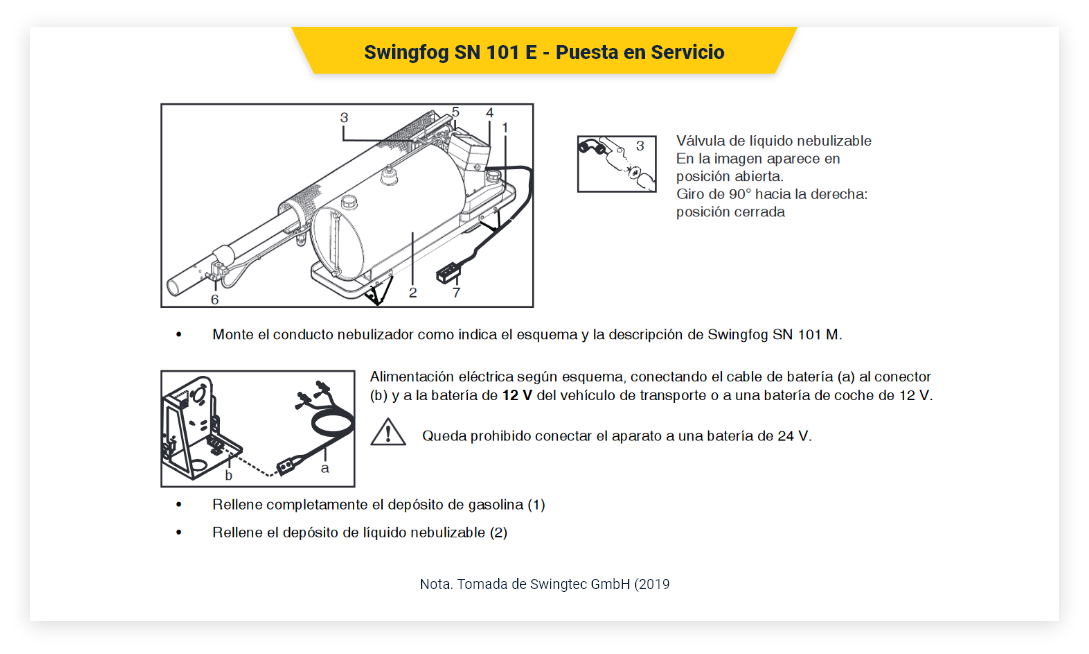 Swingfog SN 101 E - Puesta en Servicio
3
5
4
1
6
2
7
3
Válvula de líquido nebulizable
En la imagen aparece en
posición abierta.
Giro de 90° hacia la derecha:
posición cerrada
• Monte el conducto nebulizador como indica el esquema y la descripción de Swingfog SN 101 M.
b
a
Alimentación eléctrica según esquema, conectando el cable de batería (a) al conector
(b) y a la batería de 12 V del vehículo de transporte o a una batería de coche de 12 V.
Queda prohibido conectar el aparato a una batería de 24 V.
• Rellene completamente el depósito de gasolina (1)
• Rellene el depósito de líquido nebulizable (2)
Nota. Tomada de Swingtec GmbH (2019